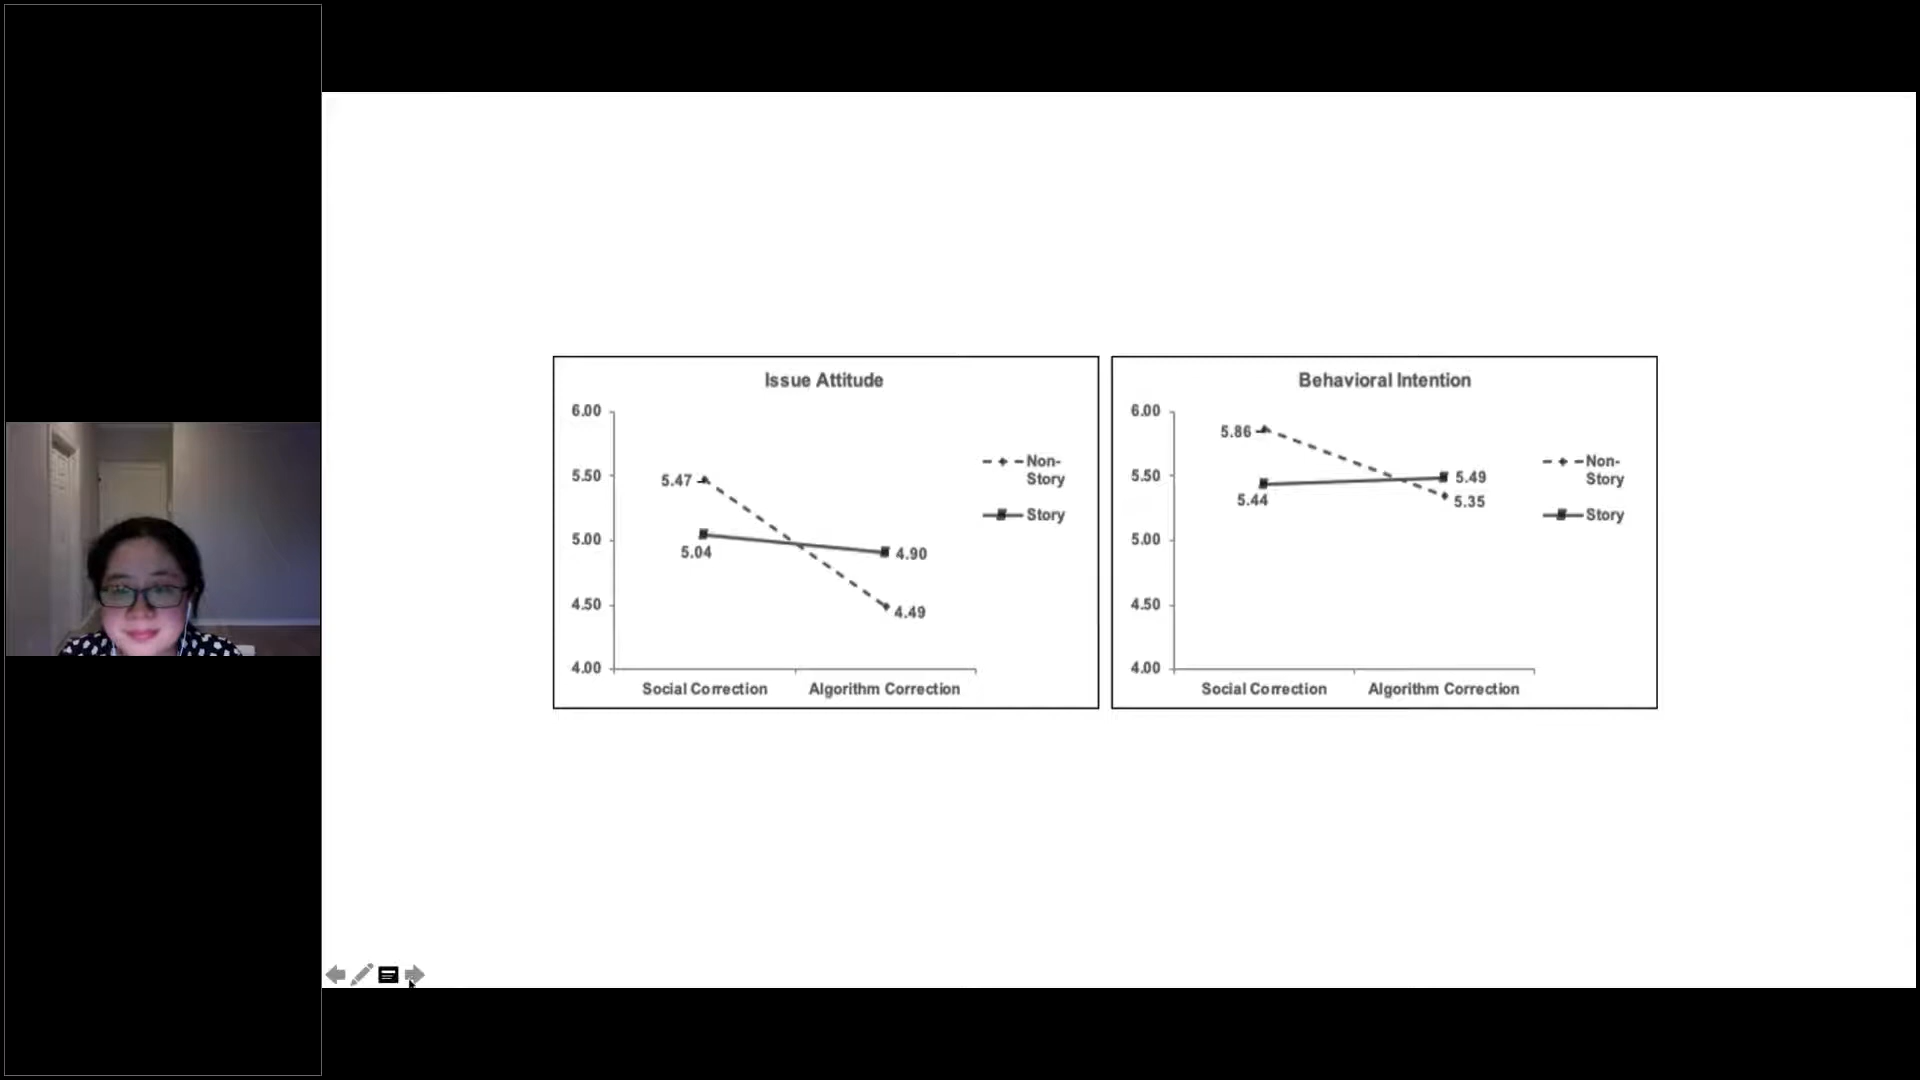 Issue Attitude
6.00
5.50
5.00
4.50
4.00
5.47
5.04
4.90
4.49
Non-
Story
Story
Social Correction
Algorithm Correction
Behavioral Intention
6.00
5.50
5.00
4.50
4.00
5.86
5.44
5.49
5.35
Non-
Story
Story
Social Correction
Algorithm Correction